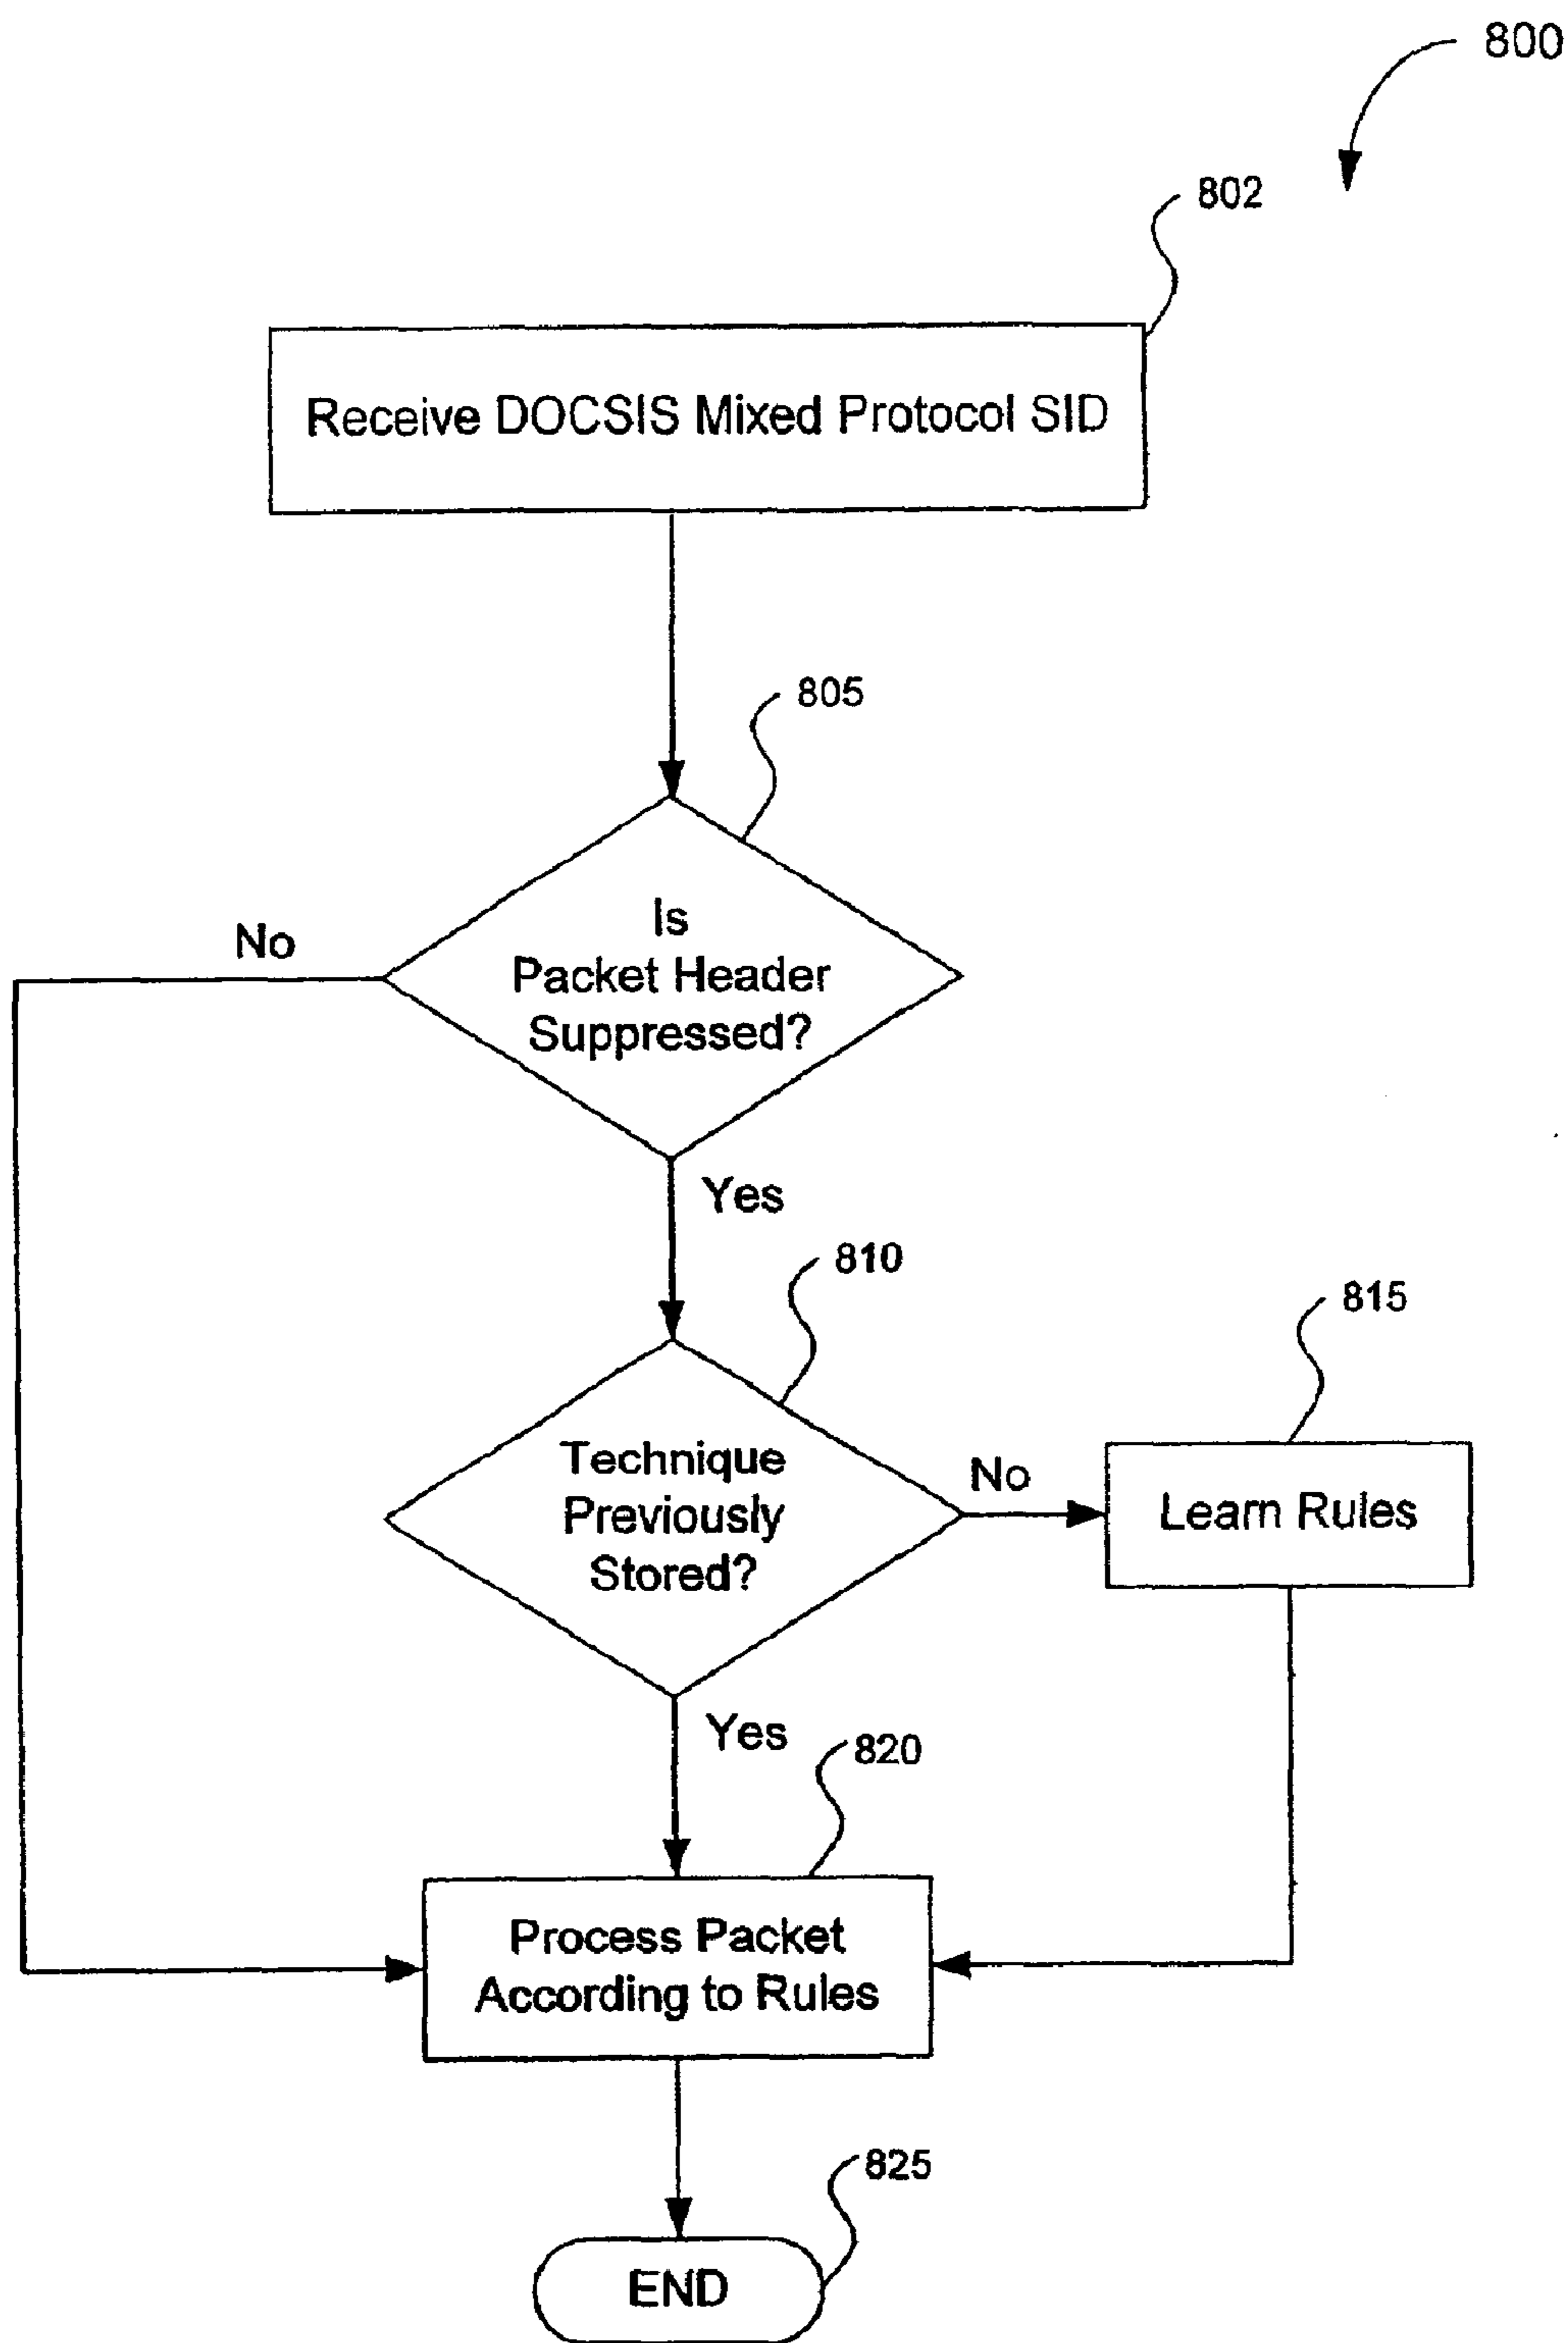 800
802
Receive DOCSIS Mixed Protocol SID
805
Is
Packet Header
Suppressed?
No
Yes
810
815
Technique
Previously
Stored?
No
Learn Rules
Yes
820
Process Packet
According to Rules
825
END